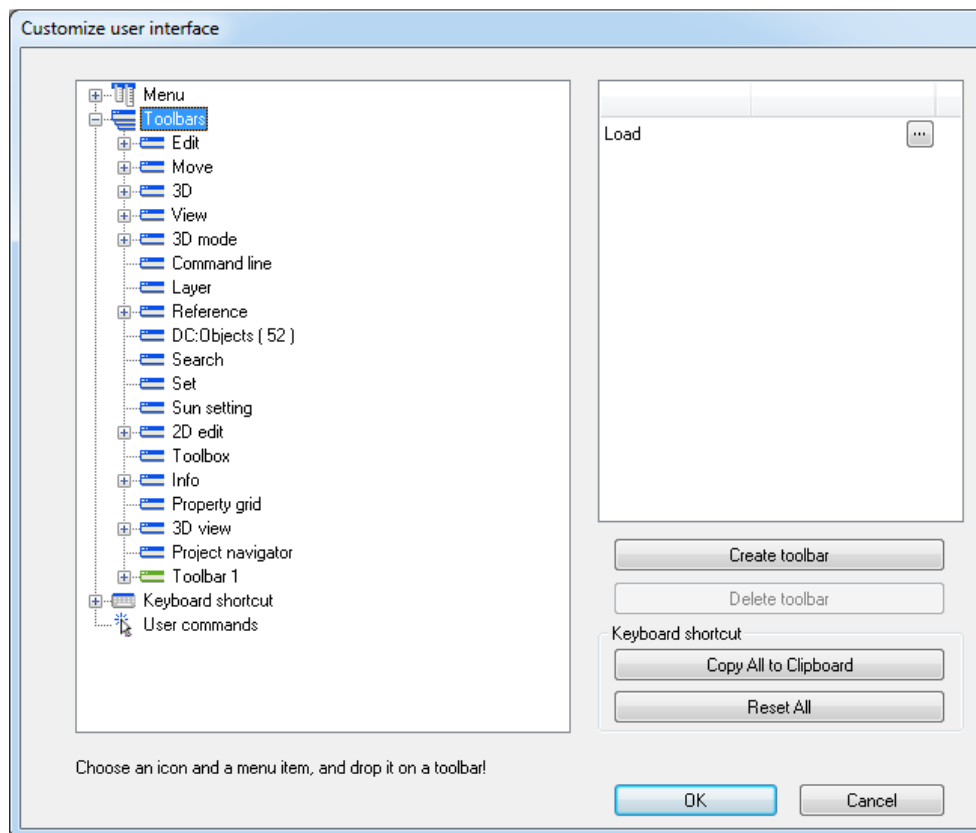 Customize user interface
Menu
Toolbars
Edit
Move
3D
View
3D mode
Command line
Layer
Reference
DC:Objects ( 52 )
Search
Set
Sun setting
2D edit
Toolbox
Info
Property grid
3D view
Project navigator
Toolbar 1
Keyboard shortcut
User commands
Load
...
Create toolbar
Delete toolbar
Keyboard shortcut
Copy All to Clipboard
Reset All
Choose an icon and a menu item, and drop it on a toolbar!
OK
Cancel